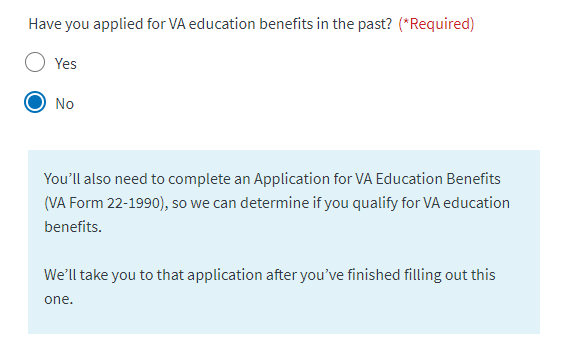 Have you applied for VA education benefits in the past? (*Required)
Yes
No
You’ll also need to complete an Application for VA Education Benefits
(VA Form 22-1990), so we can determine if you qualify for VA education
benefits.
We’ll take you to that application after you’ve finished filling out this
one.